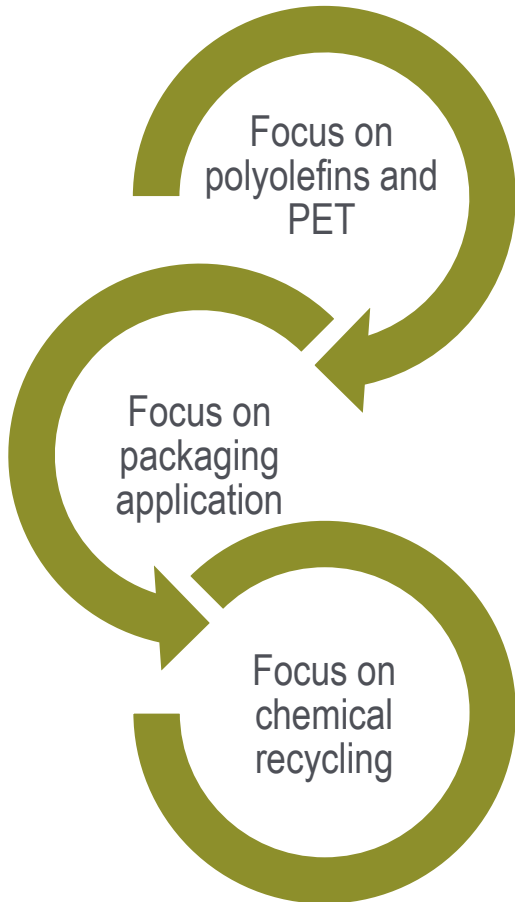 Focus on
polyolefins and
PET
Focus on
packaging
application
Focus on
chemical
recycling